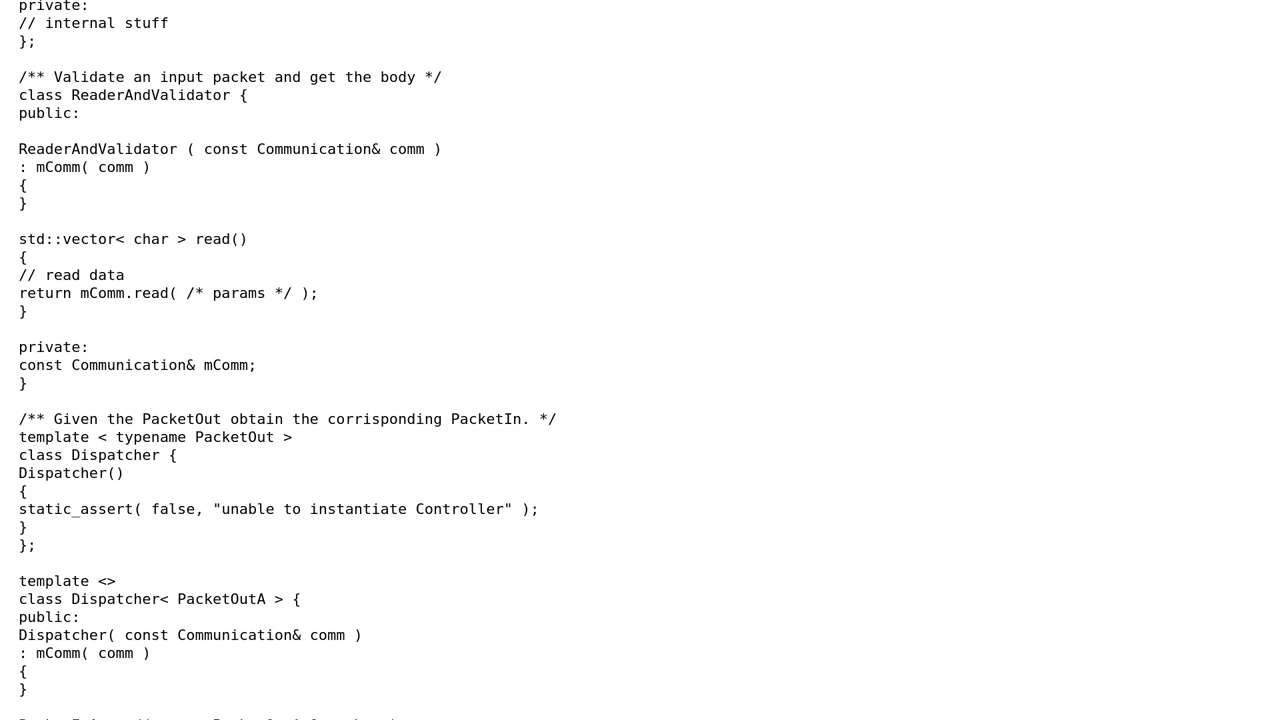 private:
// internal stuff
};
/** Validate an input packet and get the body */
class ReaderAndValidator {
public:
ReaderAndValidator ( const Communication& comm )
: mComm( comm )
{
}
std::vector< char > read()
{
// read data
return mComm.read( /* params */ );
}
private:
const Communication& mComm;
}
/** Given the PacketOut obtain the corrisponding PacketIn. */
template < typename PacketOut >
class Dispatcher {
Dispatcher()
{
static_assert( false, "unable to instantiate Controller" );
}
};
template <>
class Dispatcher< PacketOutA > {
public:
Dispatcher( const Communication& comm )
: mComm( comm )
{
}